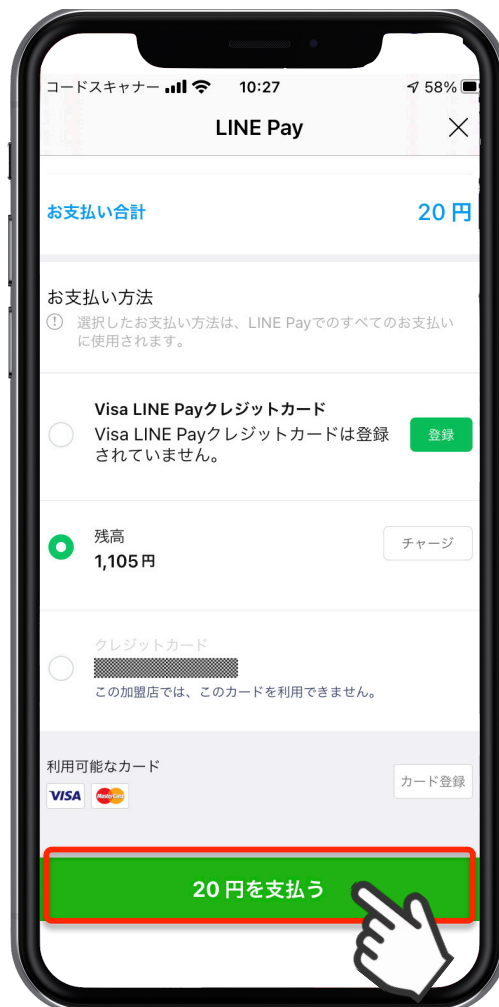 コードスキャナー 10:27 58%
LINE Pay
お支払い合計 20 円
お支払い方法
選択したお支払い方法は、LINE Payでのすべてのお支払い
に使用されます。
Visa LINE Payクレジットカード
Visa LINE Payクレジットカードは登録
されていません。
登録
残高
1,105 円
チャージ
クレジットカード
この加盟店では、このカードを利用できません。
利用可能なカード
カード登録
VISA MasterCard
20 円を支払う